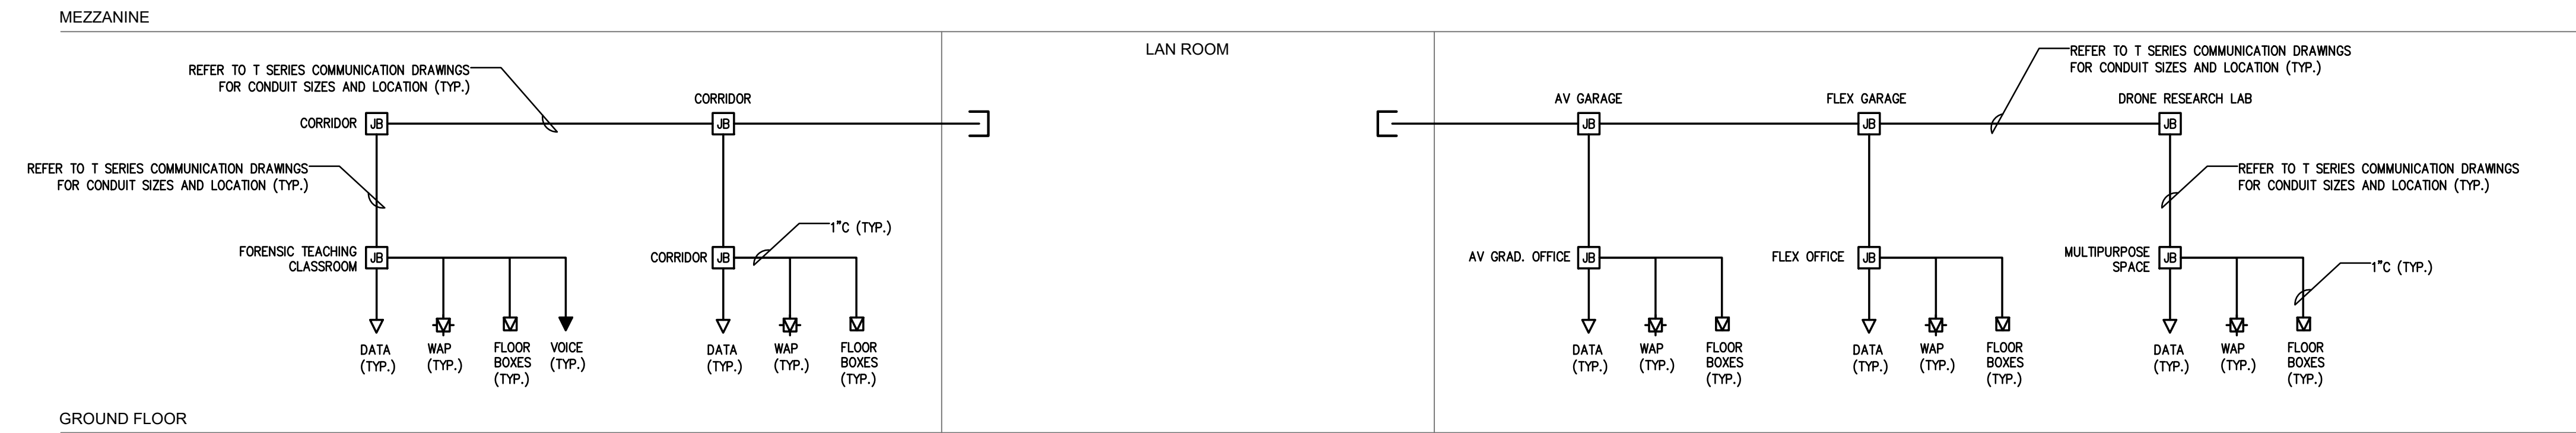 MEZZANINE
LAN ROOM
REFER TO T SERIES COMMUNICATION DRAWINGS
FOR CONDUIT SIZES AND LOCATION (TYP.)
REFER TO T SERIES COMMUNICATION DRAWINGS
FOR CONDUIT SIZES AND LOCATION (TYP.)
CORRIDOR
AV GARAGE
FLEX GARAGE
DRONE RESEARCH LAB
CORRIDOR
JB
JB
JB
JB
JB
REFER TO T SERIES COMMUNICATION DRAWINGS
FOR CONDUIT SIZES AND LOCATION (TYP.)
REFER TO T SERIES COMMUNICATION DRAWINGS
FOR CONDUIT SIZES AND LOCATION (TYP.)
1"C (TYP.)
FORENSIC TEACHING
CLASSROOM
JB
CORRIDOR
JB
AV GRAD. OFFICE
JB
FLEX OFFICE
JB
MULTIPURPOSE
SPACE
JB
1"C (TYP.)
DATA
(TYP.)
WAP
(TYP.)
FLOOR
BOXES
(TYP.)
VOICE
(TYP.)
DATA
(TYP.)
WAP
(TYP.)
FLOOR
BOXES
(TYP.)
DATA
(TYP.)
WAP
(TYP.)
FLOOR
BOXES
(TYP.)
DATA
(TYP.)
WAP
(TYP.)
FLOOR
BOXES
(TYP.)
DATA
(TYP.)
WAP
(TYP.)
FLOOR
BOXES
(TYP.)
GROUND FLOOR